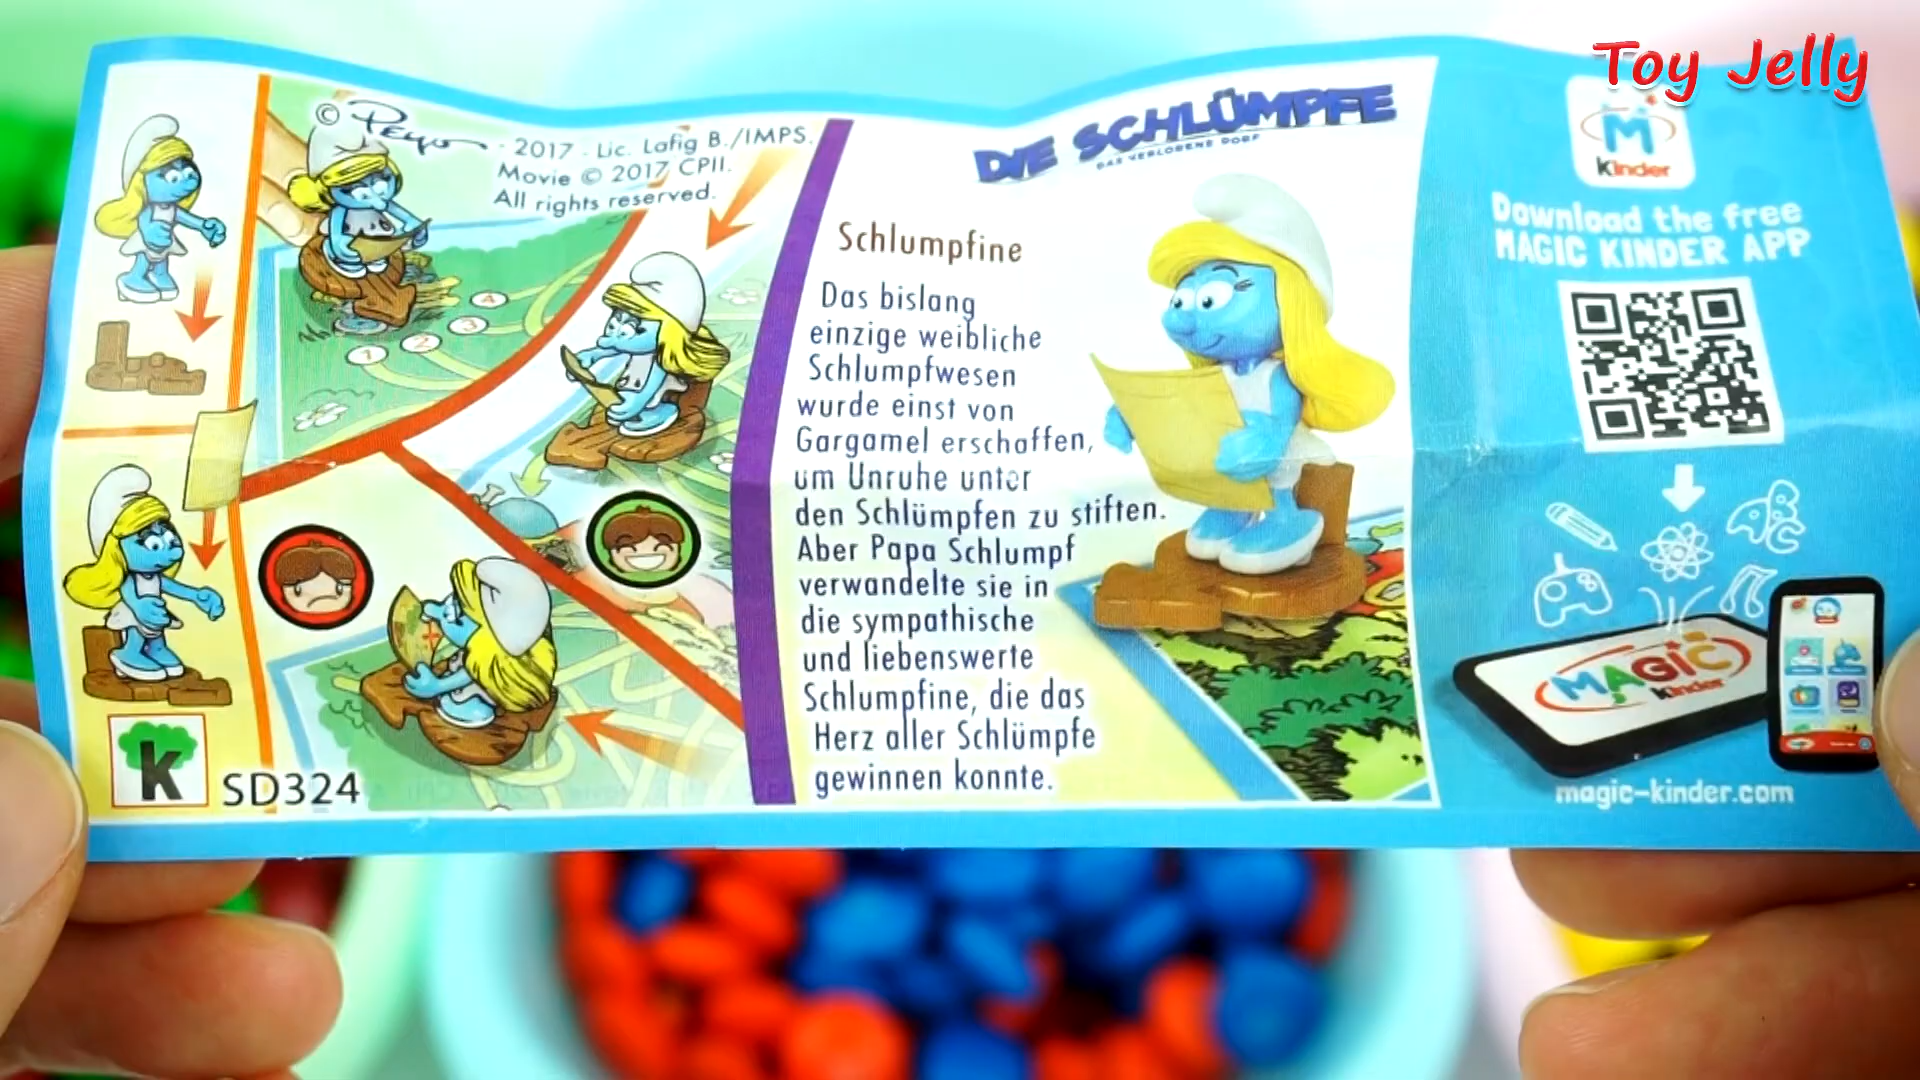 Toy Jelly
© Peyo - 2017 - Lic. Lafig B./IMPS.
Movie © 2017 CPII.
All rights reserved.
1 2 3 4
SD324
K
DIE SCHLÜMPFE
DAS VERLORENE DORF
Schlumpfine
Das bislang
einzige weibliche
Schlumpfwesen
wurde einst von
Gargamel erschaffen,
um Unruhe unter
den Schlümpfen zu stiften.
Aber Papa Schlumpf
verwandelte sie in
die sympathische
und liebenswerte
Schlumpfine, die das
Herz aller Schlümpfe
gewinnen konnte.
M
Kinder
Download the free
MAGIC KINDER APP
ABC
MAGIC
Kinder
magic-kinder.com